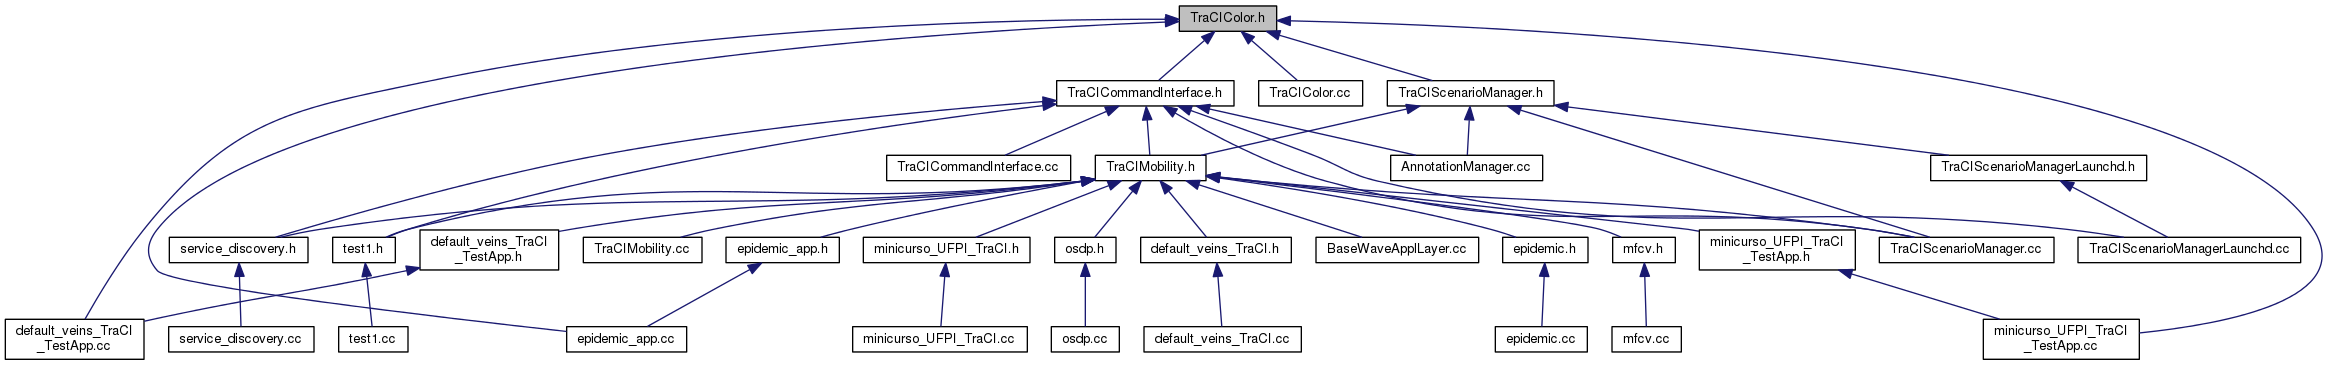 TraCIColor.h
TraCICommandInterface.h
TraCIColor.cc
TraCIScenarioManager.h
TraCICommandInterface.cc
TraCIMobility.h
AnnotationManager.cc
TraCIScenarioManagerLaunchd.h
service_discovery.h
test1.h
default_veins_TraCI
_TestApp.h
TraCIMobility.cc
epidemic_app.h
minicurso_UFPI_TraCI.h
osdp.h
default_veins_TraCI.h
BaseWaveApplLayer.cc
epidemic.h
mfcv.h
minicurso_UFPI_TraCI
_TestApp.h
TraCIScenarioManager.cc
TraCIScenarioManagerLaunchd.cc
default_veins_TraCI
_TestApp.cc
service_discovery.cc
test1.cc
epidemic_app.cc
minicurso_UFPI_TraCI.cc
osdp.cc
default_veins_TraCI.cc
epidemic.cc
mfcv.cc
minicurso_UFPI_TraCI
_TestApp.cc